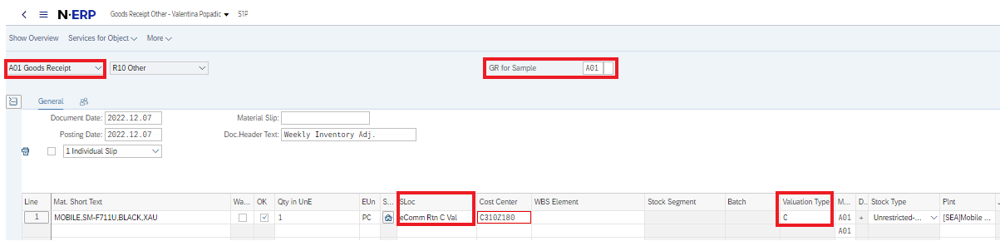 N·ERP Goods Receipt Other - Valentina Popadic S1P
Show Overview Services for Object More
A01 Goods Receipt R10 Other GR for Sample A01
General
Document Date: 2022.12.07 Material Slip:
Posting Date: 2022.12.07 Doc.Header Text: Weekly Inventory Adj.
1 Individual Slip
Line Mat. Short Text Wa... OK Qty in UnE EUn S... SLoc Cost Center WBS Element Stock Segment Batch Valuation Type M... D.. Stock Type Plnt
1 MOBILE,SM-F711U,BLACK,XAU 1 PC eComm Rtn C Val C310Z180 C A01 + Unrestricted-... [SEA]Mobile ...
A01